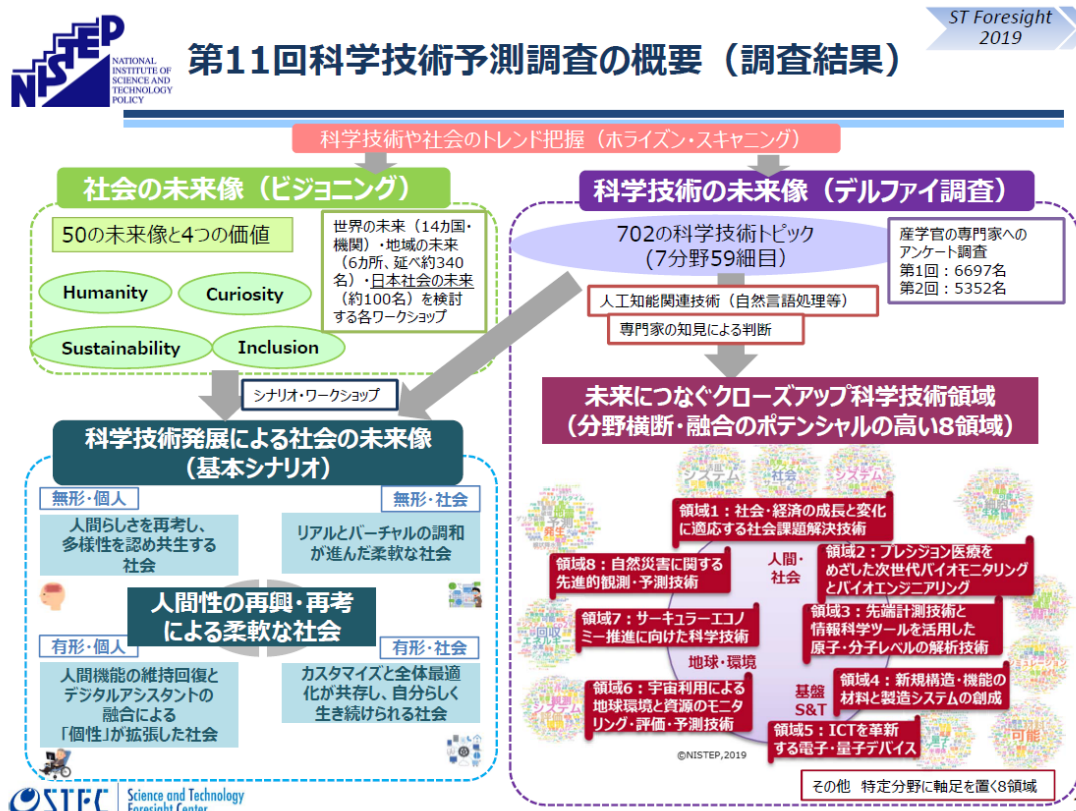 NISTEP
NATIONAL
INSTITUTE OF
SCIENCE AND
TECHNOLOGY
POLICY
第11回科学技術予測調査の概要（調査結果）
ST Foresight
2019
科学技術や社会のトレンド把握（ホライズン・スキャニング）
社会の未来像（ビジョニング）
50の未来像と4つの価値
世界の未来（14カ国・
機関）・地域の未来
（6カ所、延べ約340
名）・日本社会の未来
（約100名）を検討
する各ワークショップ
Humanity
Curiosity
Sustainability
Inclusion
科学技術の未来像（デルファイ調査）
702の科学技術トピック
(7分野59細目）
産学官の専門家への
アンケート調査
第1回：6697名
第2回：5352名
人工知能関連技術（自然言語処理等）
専門家の知見による判断
シナリオ・ワークショップ
科学技術発展による社会の未来像
（基本シナリオ）
無形・個人
人間らしさを再考し、
多様性を認め共生する
社会
無形・社会
リアルとバーチャルの調和
が進んだ柔軟な社会
人間性の再興・再考
による柔軟な社会
有形・個人
人間機能の維持回復と
デジタルアシスタントの
融合による
「個性」が拡張した社会
有形・社会
カスタマイズと全体最適
化が共存し、自分らしく
生き続けられる社会
未来につなぐクローズアップ科学技術領域
（分野横断・融合のポテンシャルの高い8領域）
システム
社会
システム
領域1：社会・経済の成長と変化
に適応する社会課題解決技術
人間・
社会
領域2：プレシジョン医療を
めざした次世代バイオモニタリング
とバイオエンジニアリング
領域8：自然災害に関する
先進的観測・予測技術
領域3：先端計測技術と
情報科学ツールを活用した
原子・分子レベルの解析技術
領域7：サーキュラーエコノ
ミー推進に向けた科学技術
地球・環境
領域4：新規構造・機能の
材料と製造システムの創成
基盤
S&T
領域6：宇宙利用による
地球環境と資源のモニタ
リング・評価・予測技術
領域5：ICTを革新
する電子・量子デバイス
可能
©NISTEP,2019
その他　特定分野に軸足を置く8領域
STFC
Science and Technology
Foresight Center